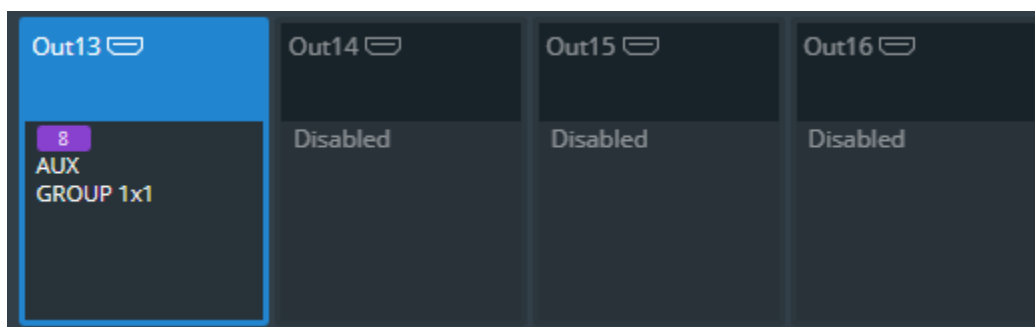 Out13
8
AUX
GROUP 1x1
Out14
Disabled
Out15
Disabled
Out16
Disabled